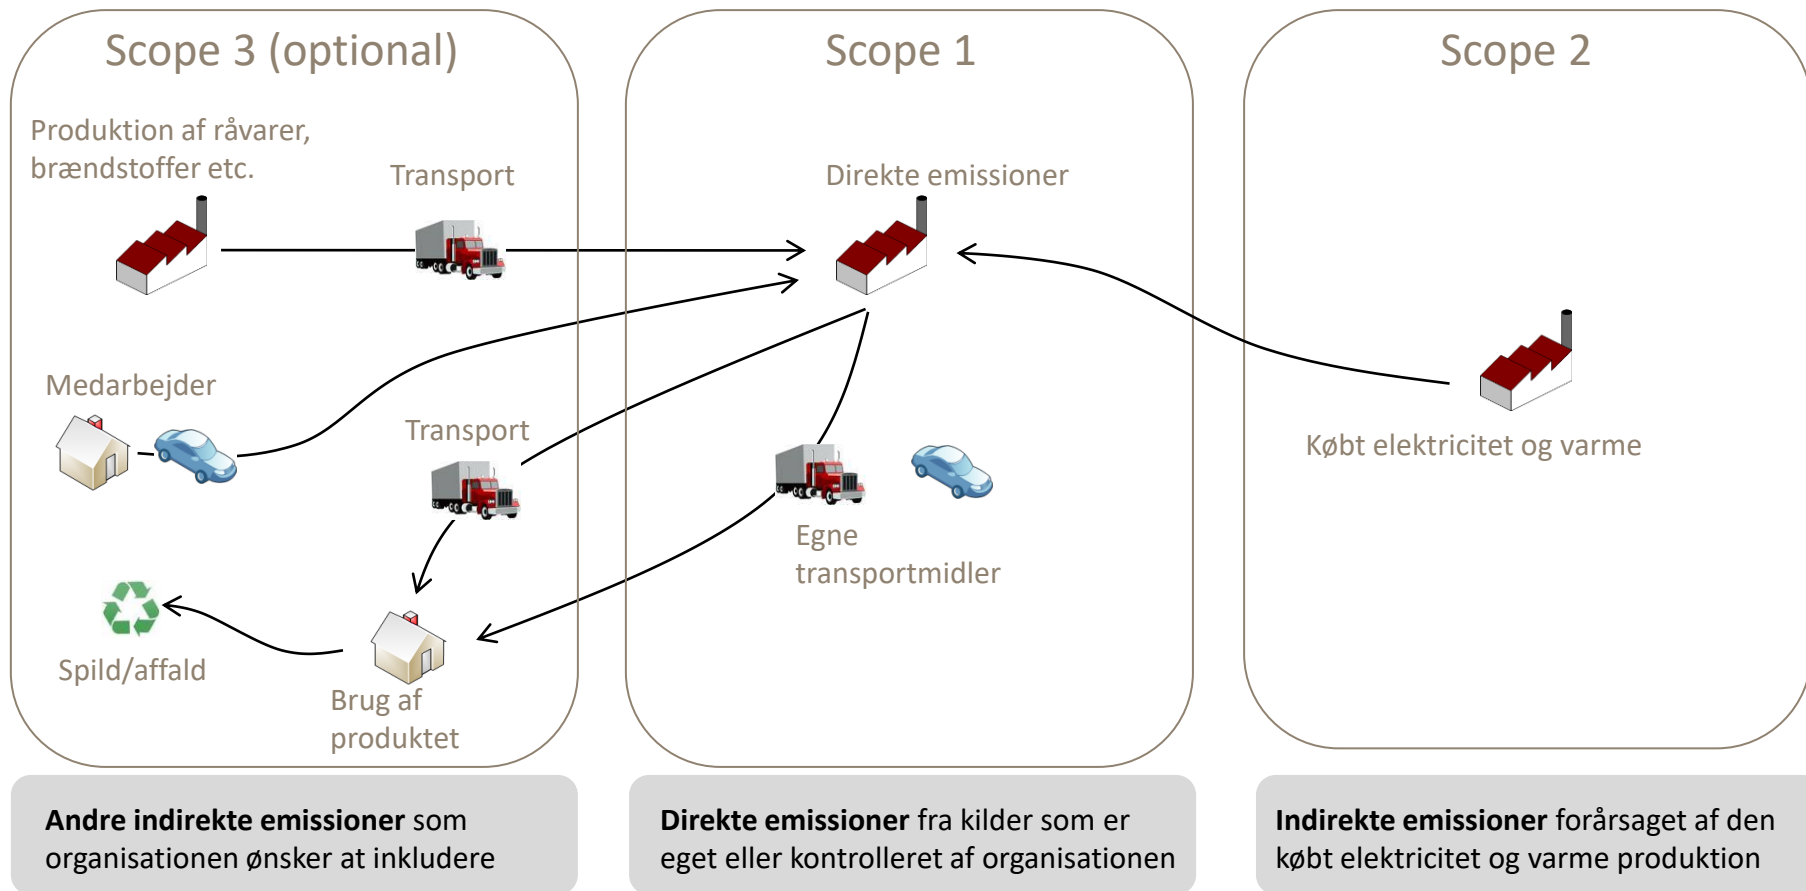 Scope 3 (optional)
Produktion af råvarer,
brændstoffer etc.
Transport
Medarbejder
Transport
Spild/affald
Brug af
produktet
Andre indirekte emissioner som
organisationen ønsker at inkludere
Scope 1
Direkte emissioner
Egne
transportmidler
Direkte emissioner fra kilder som er
eget eller kontrolleret af organisationen
Scope 2
Købt elektricitet og varme
Indirekte emissioner forårsaget af den
købt elektricitet og varme produktion